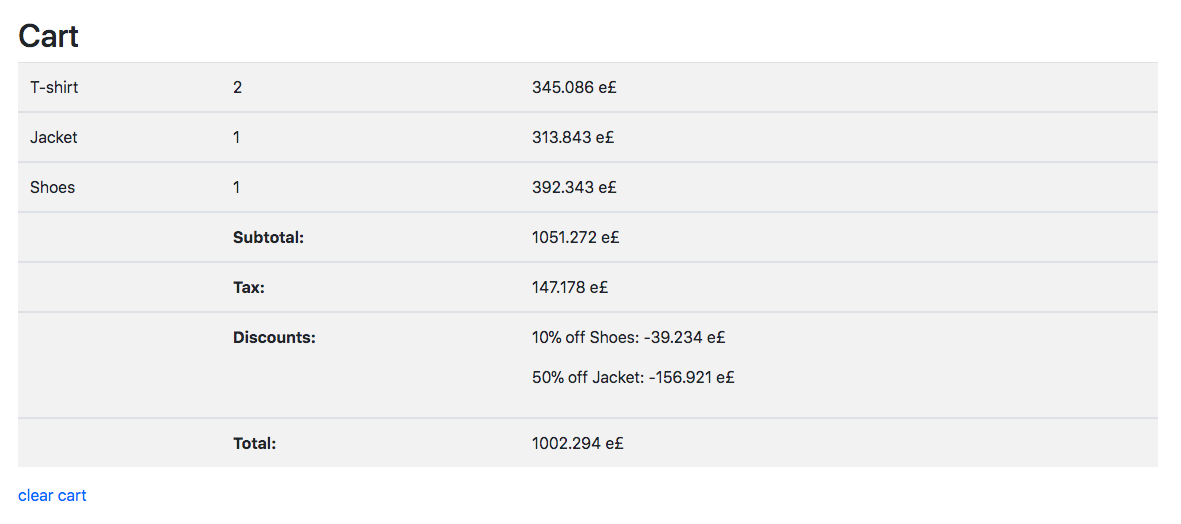 Cart
T-shirt 2 345.086 e£
Jacket 1 313.843 e£
Shoes 1 392.343 e£
Subtotal: 1051.272 e£
Tax: 147.178 e£
Discounts: 10% off Shoes: -39.234 e£
50% off Jacket: -156.921 e£
Total: 1002.294 e£
clear cart